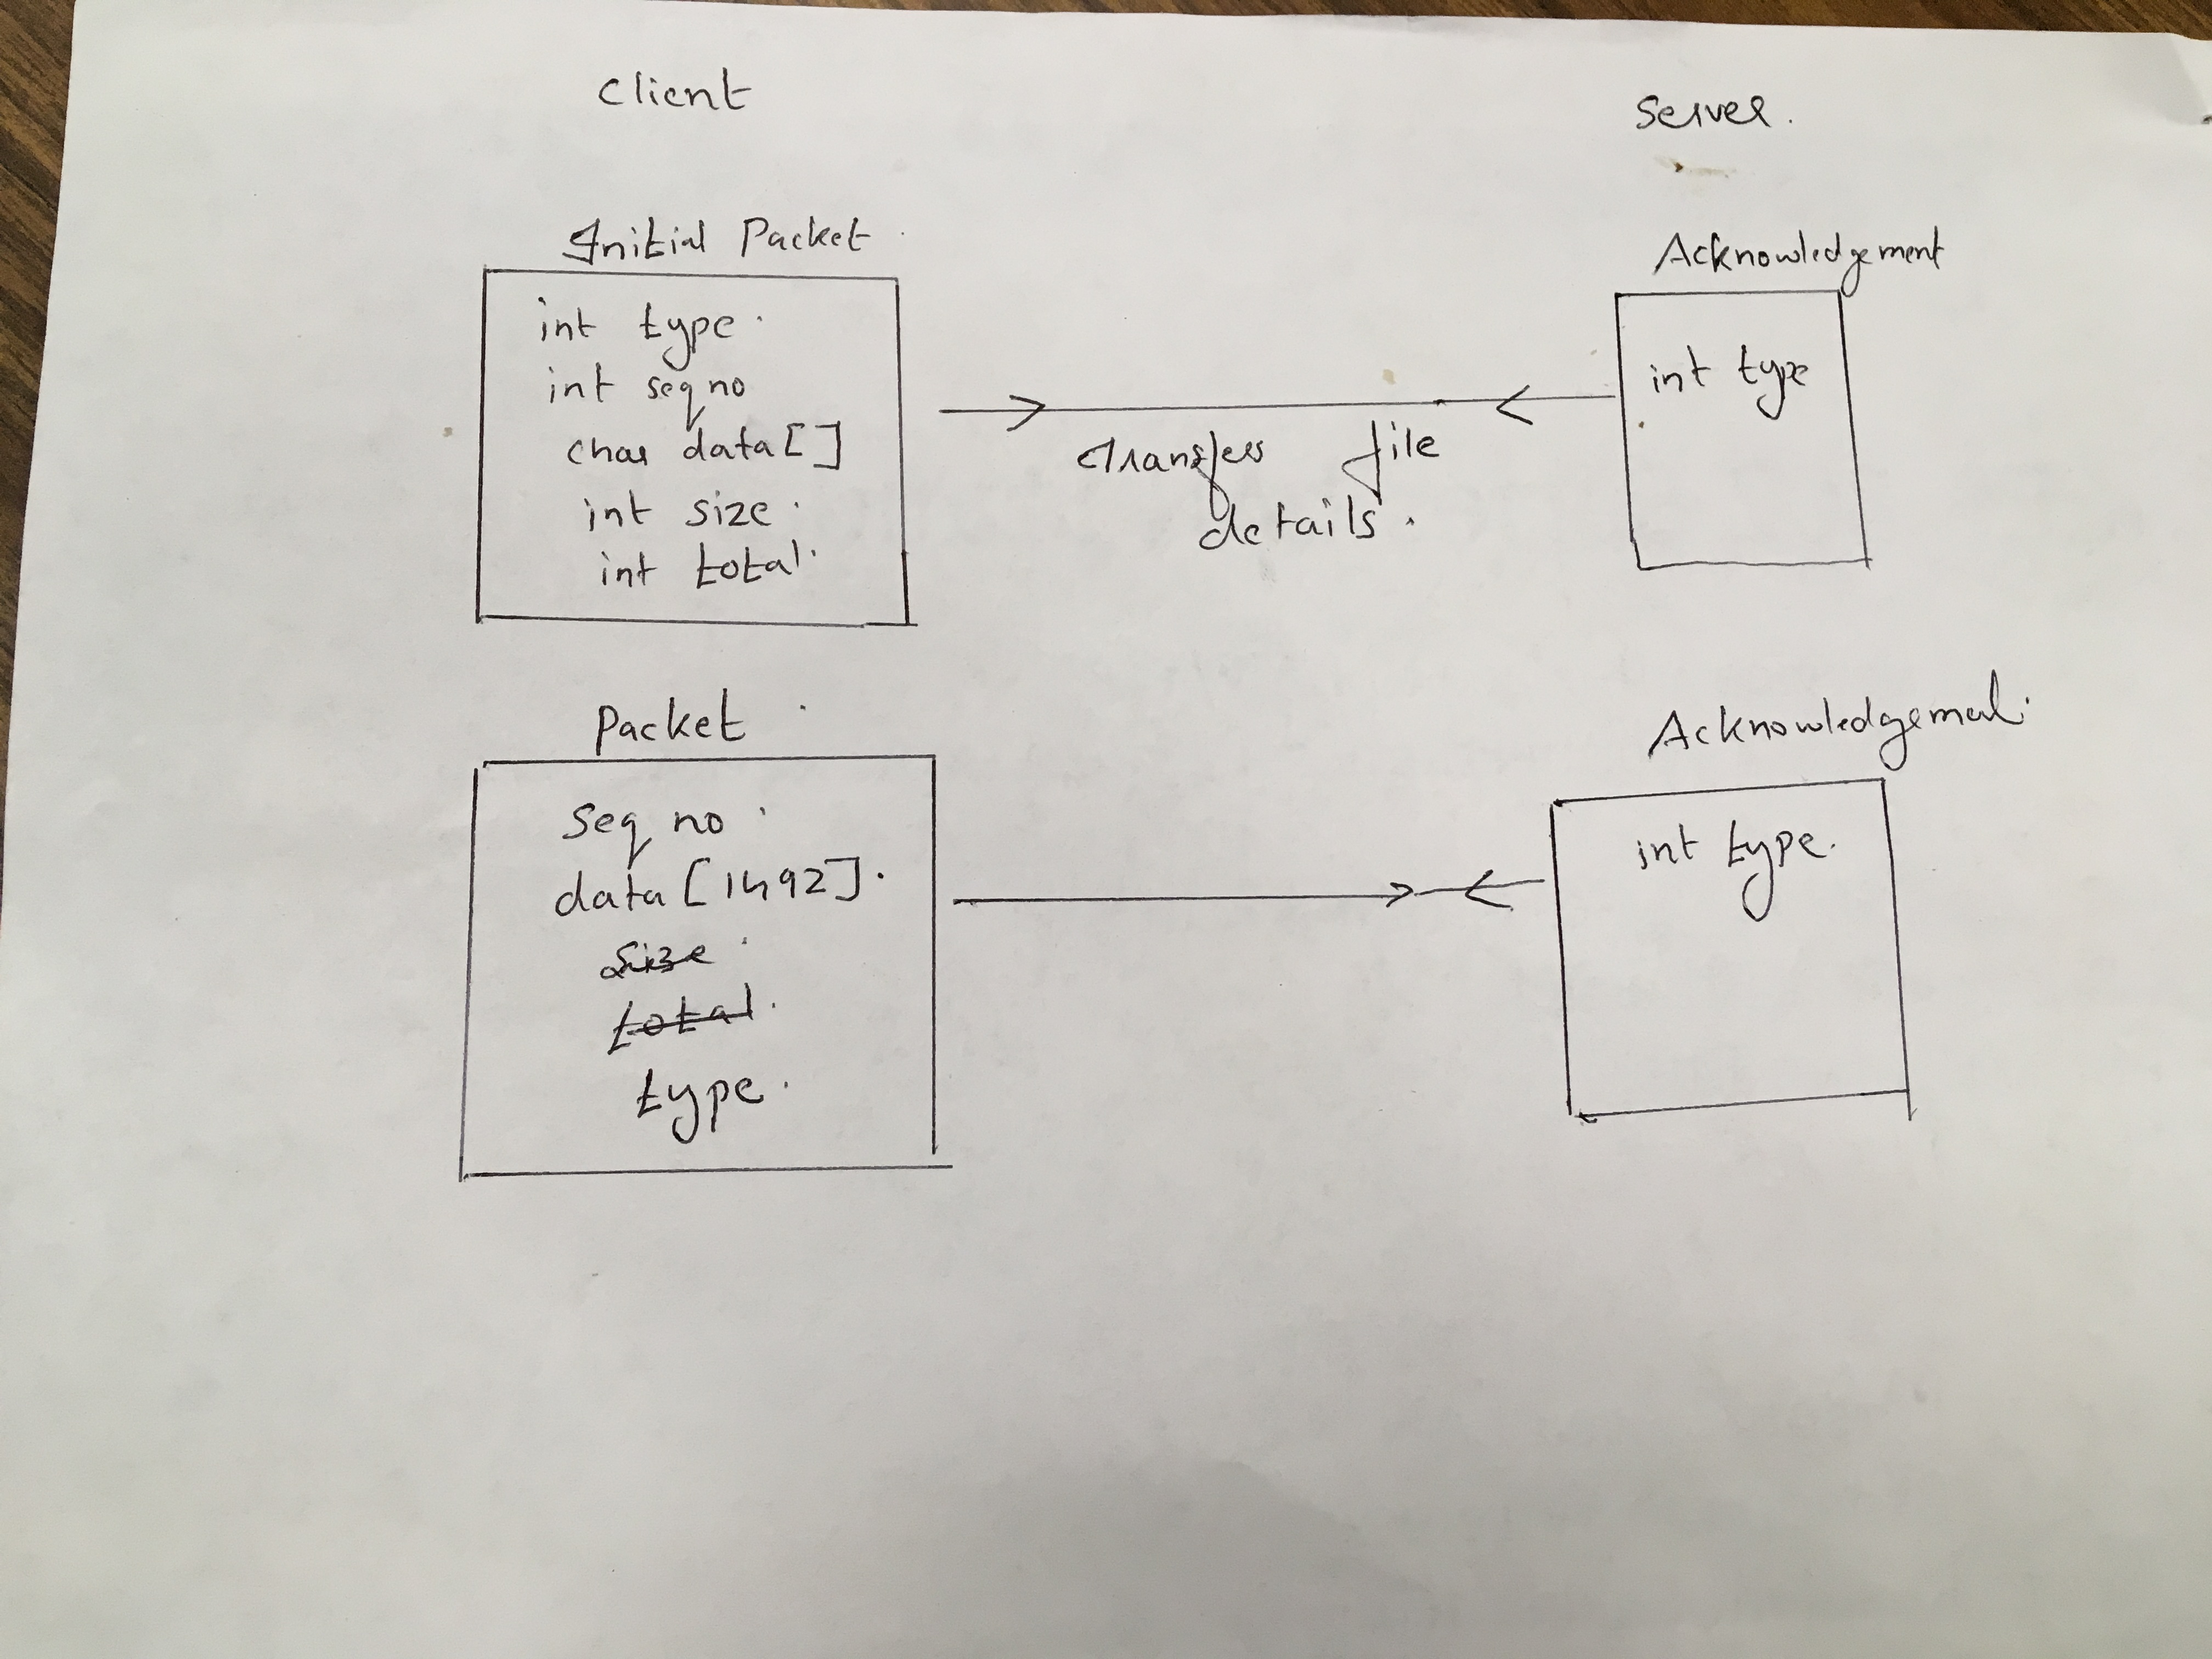 Client
Server.
Initial Packet.
int type.
int seq no
char data[]
int size.
int total.
transfer file
details.
Acknowledgement
int type
Packet.
Seq no.
data[1492].
size.
total.
type.
Acknowledgement.
int type.